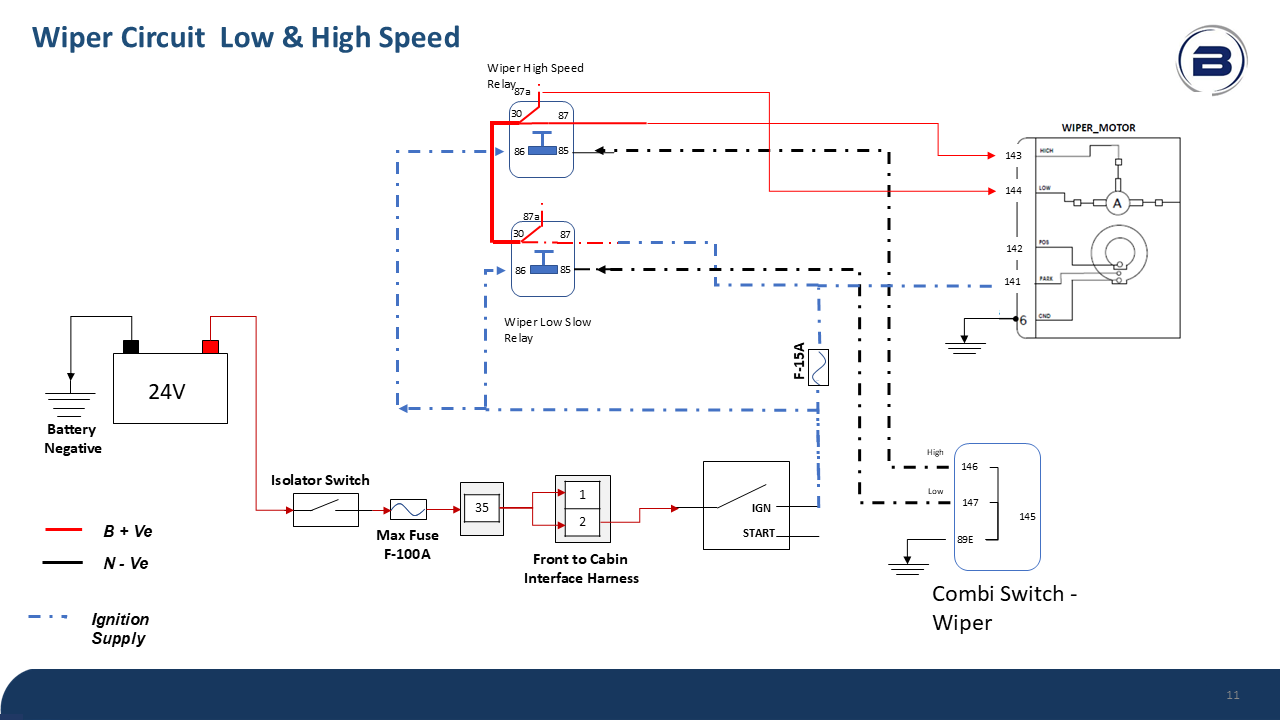 Wiper Circuit  Low & High Speed
B
Wiper High Speed
Relay
87a
30
87
86
85
WIPER_MOTOR
143
HIGH
144
LOW
A
142
POS
141
PARK
6
GND
87a
30
87
86
85
Wiper Low Slow
Relay
F-15A
24V
Battery
Negative
Isolator Switch
Max Fuse
F-100A
35
1
2
Front to Cabin
Interface Harness
IGN
START
High
146
Low
147
145
89E
Combi Switch -
Wiper
B + Ve
N - Ve
Ignition
Supply
11